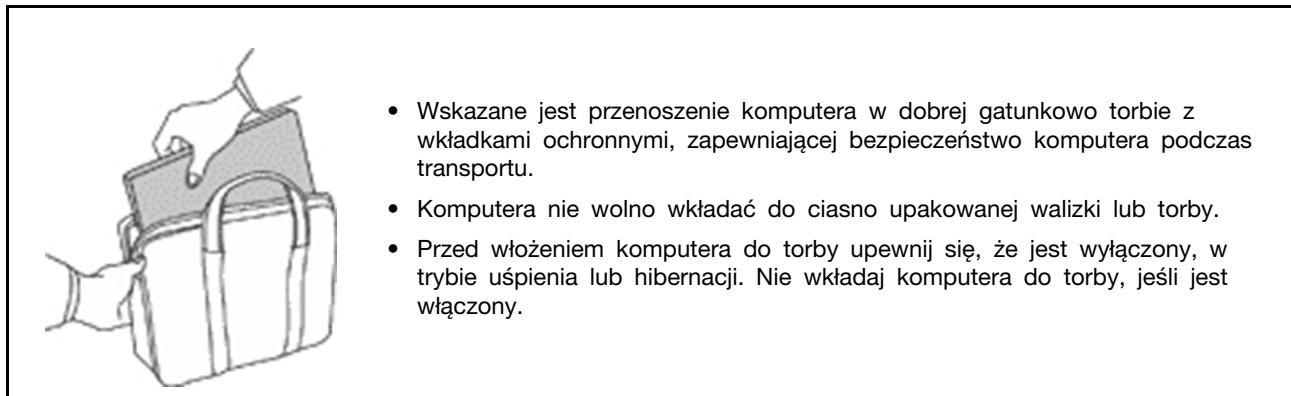 • Wskazane jest przenoszenie komputera w dobrej gatunkowo torbie z
wkładkami ochronnymi, zapewniającej bezpieczeństwo komputera podczas
transportu.
• Komputera nie wolno wkładać do ciasno upakowanej walizki lub torby.
• Przed włożeniem komputera do torby upewnij się, że jest wyłączony, w
trybie uśpienia lub hibernacji. Nie wkładaj komputera do torby, jeśli jest
włączony.